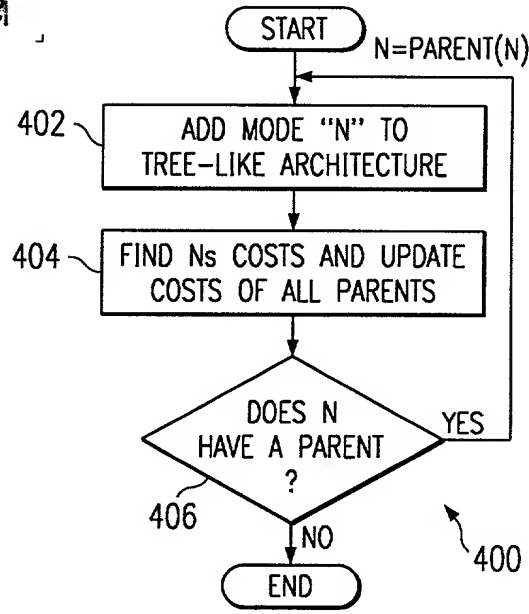 START
N=PARENT(N)
402
ADD MODE "N" TO
TREE-LIKE ARCHITECTURE
404
FIND Ns COSTS AND UPDATE
COSTS OF ALL PARENTS
DOES N
HAVE A PARENT
?
YES
406
NO
400
END